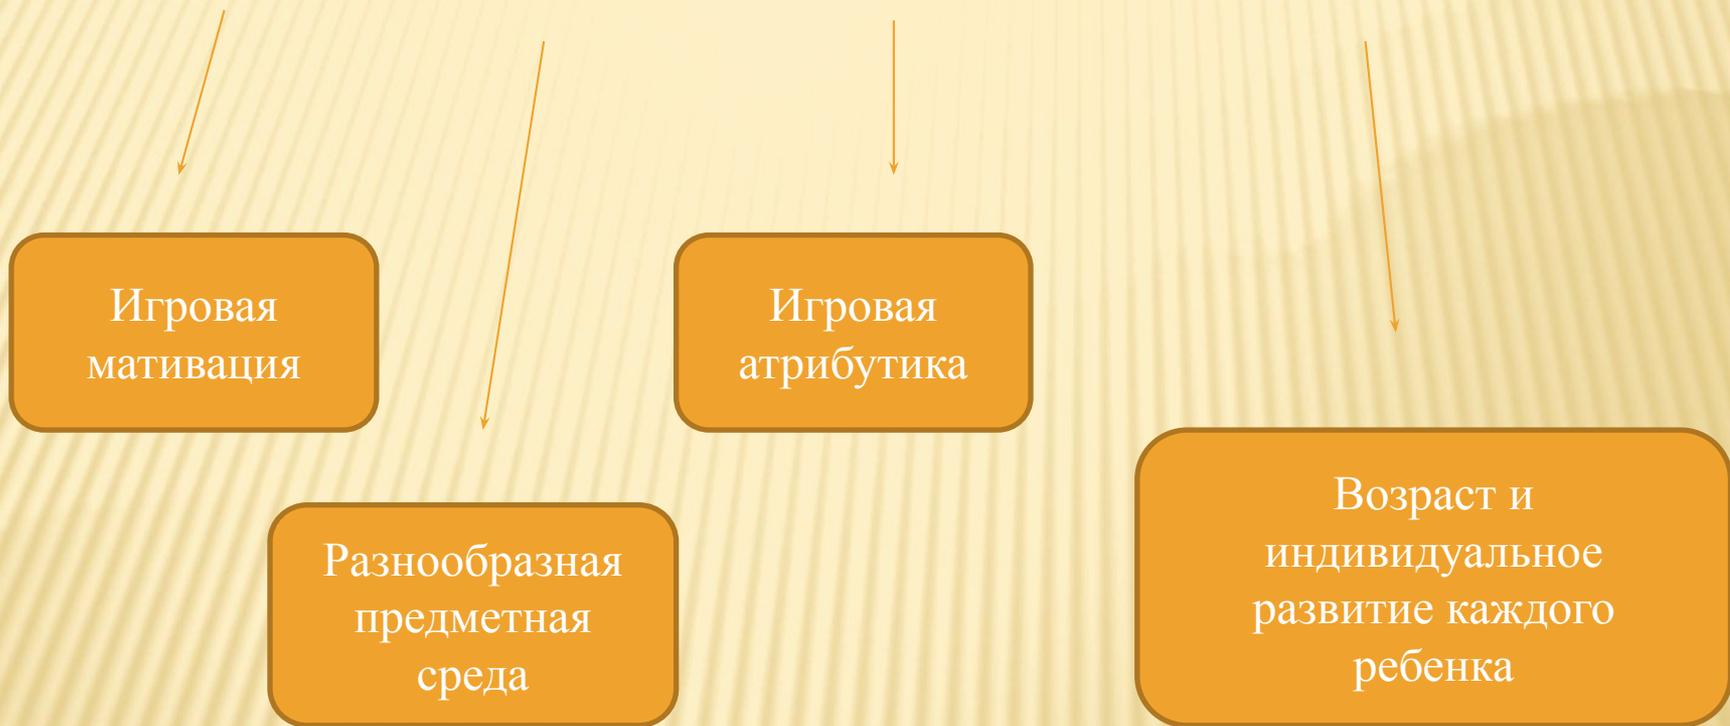 Игровая
мативация
Игровая
атрибутика
Разнообразная
предметная
среда
Возраст и
индивидуальное
развитие каждого
ребенка